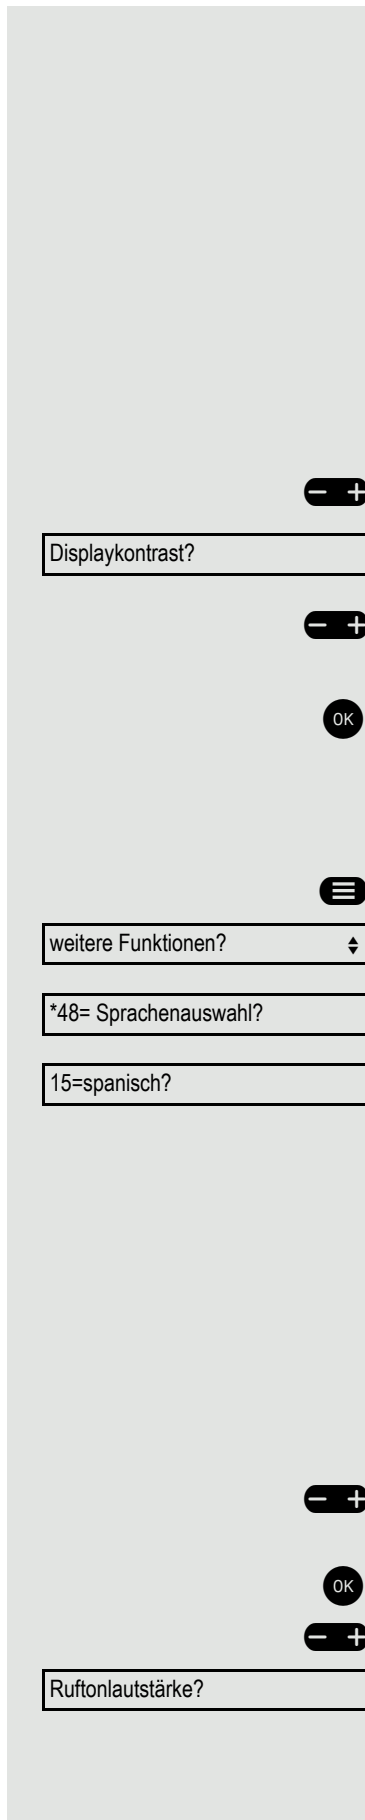 − +
Displaykontrast?
− +
OK
weitere Funktionen?
*48= Sprachenauswahl?
15=spanisch?
− +
OK
− +
Ruftonlautstärke?